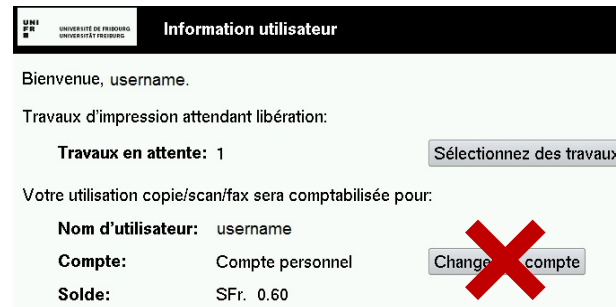 UNI
FR
UNIVERSITÉ DE FRIBOURG
UNIVERSITÄT FREIBURG
Information utilisateur
Bienvenue, username.
Travaux d'impression attendant libération:
Travaux en attente: 1 Sélectionnez des travaux
Votre utilisation copie/scan/fax sera comptabilisée pour:
Nom d'utilisateur: username
Compte: Compte personnel Change compte
Solde: SFr. 0.60